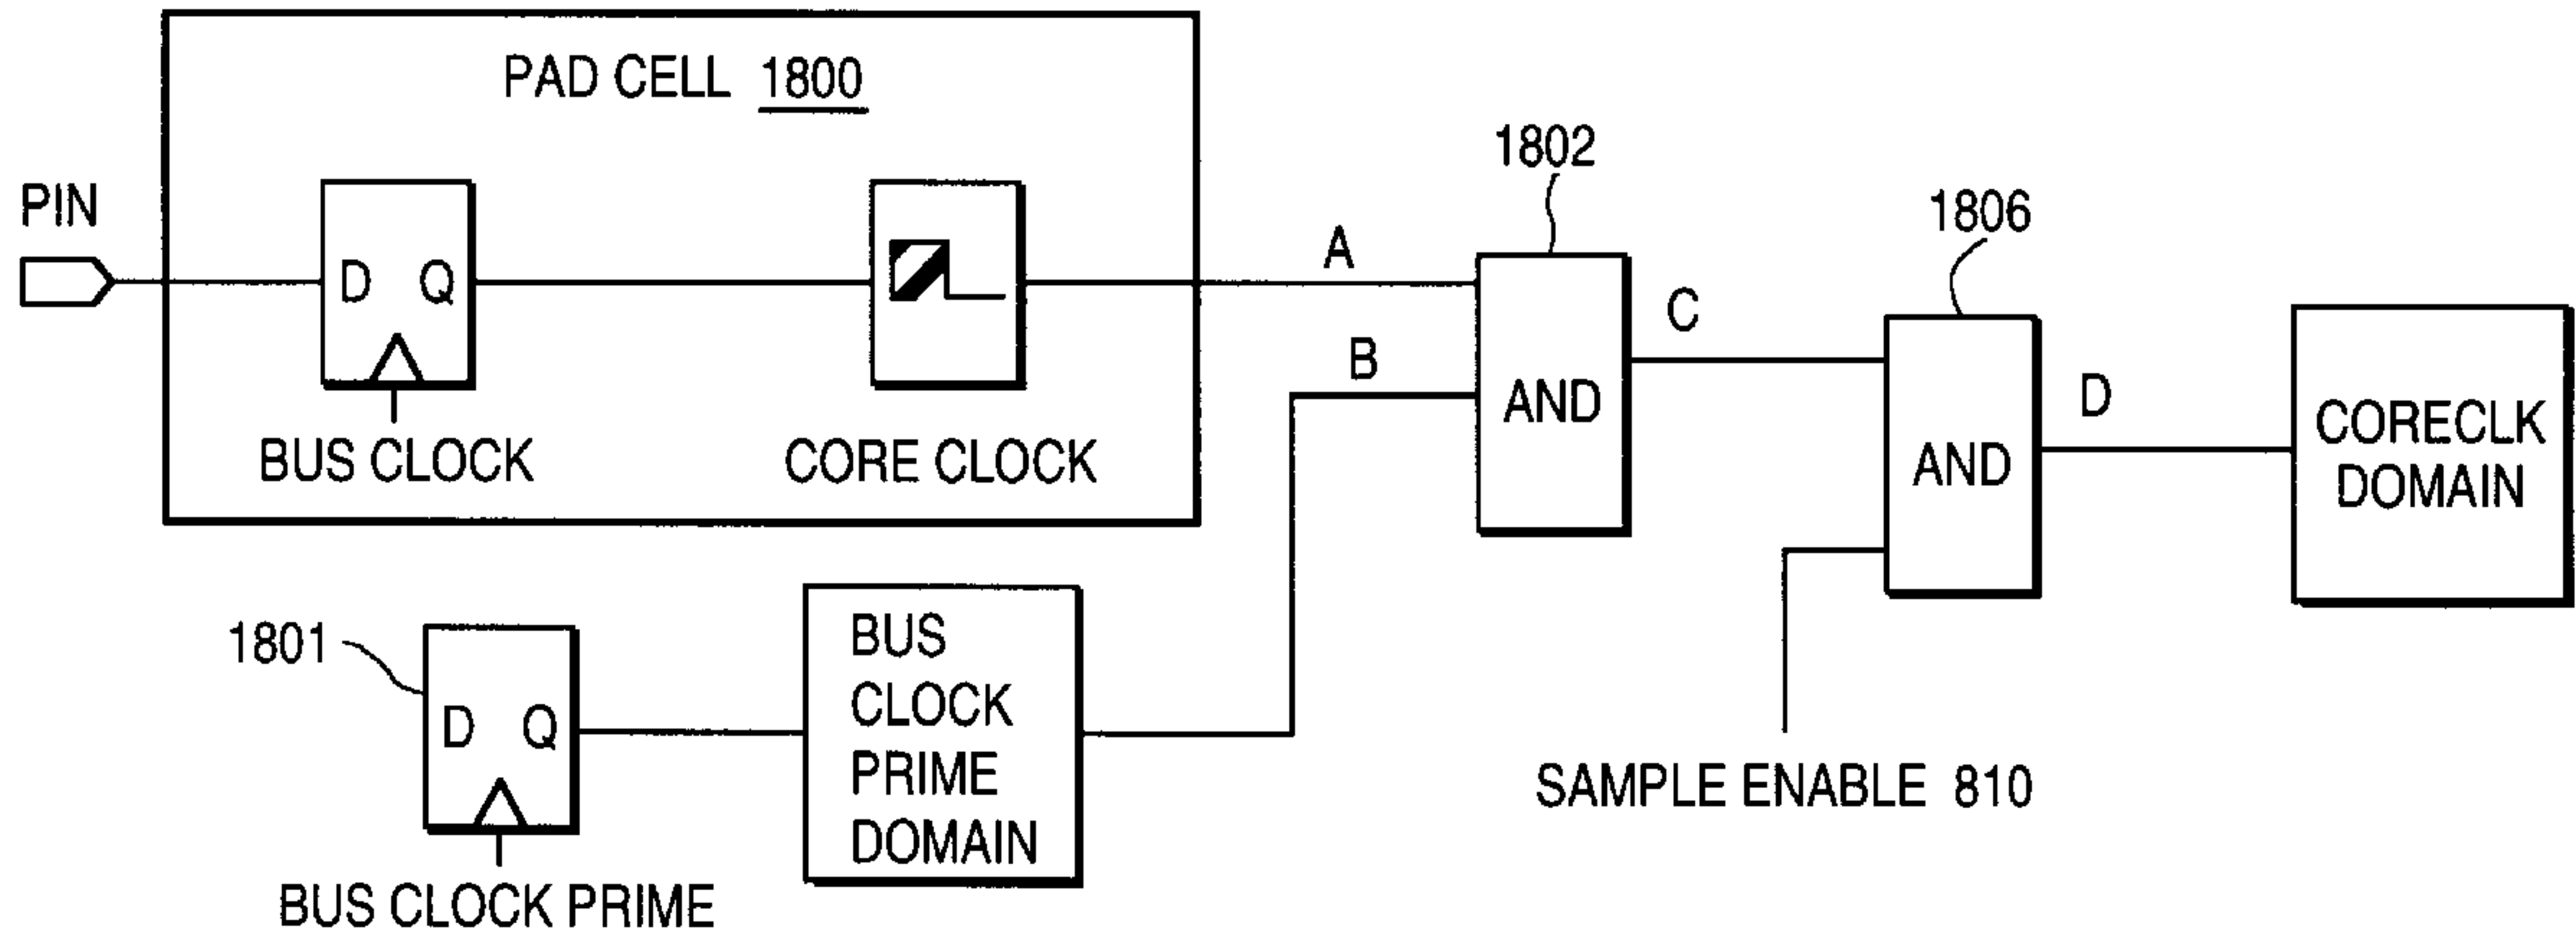 PAD CELL 1800
PIN
D Q
BUS CLOCK
CORE CLOCK
A
B
1802
AND
C
1806
AND
D
CORECLK
DOMAIN
SAMPLE ENABLE 810
1801
D Q
BUS CLOCK PRIME
BUS
CLOCK
PRIME
DOMAIN